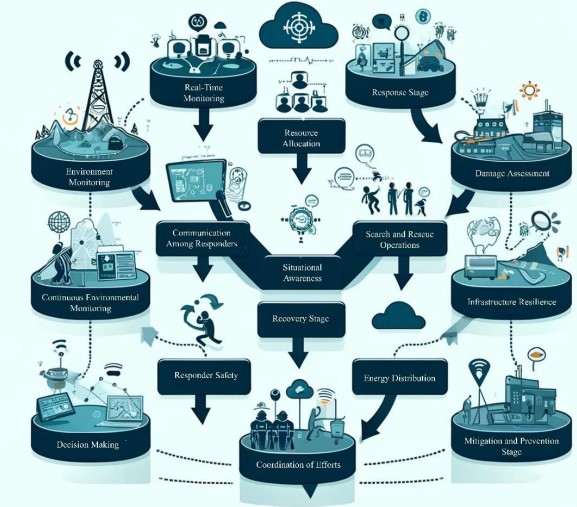 Real-Time
Monitoring
Response Stage
Resource
Allocation
Environment
Monitoring
Damage Assessment
Communication
Among Responders
Search and Rescue
Operations
Situational
Awareness
Continuous Environmental
Monitoring
Infrastructure Resilience
Recovery Stage
Responder Safety
Energy Distribution
Decision Making
Coordination of Efforts
Mitigation and Prevention
Stage